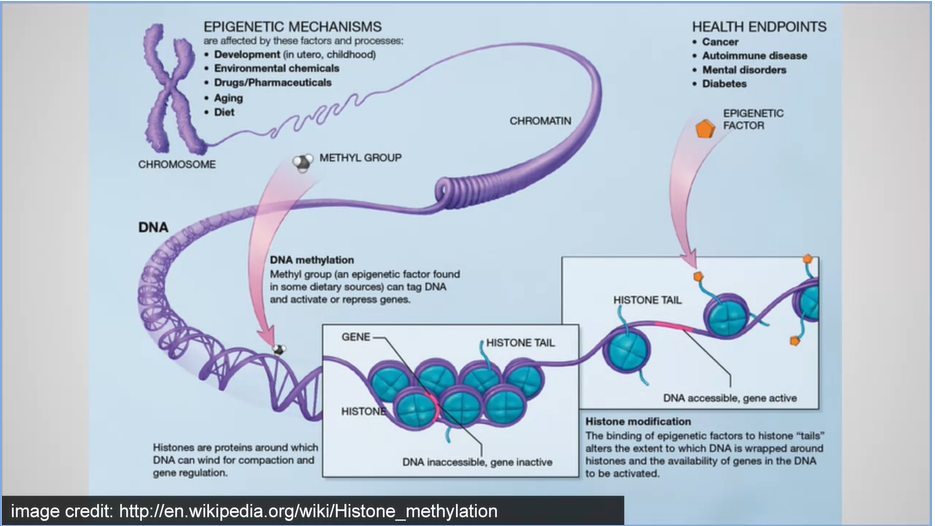 EPIGENETIC MECHANISMS
are affected by these factors and processes:
• Development (in utero, childhood)
• Environmental chemicals
• Drugs/Pharmaceuticals
• Aging
• Diet
HEALTH ENDPOINTS
• Cancer
• Autoimmune disease
• Mental disorders
• Diabetes
EPIGENETIC
FACTOR
CHROMATIN
CHROMOSOME
METHYL GROUP
DNA
DNA methylation
Methyl group (an epigenetic factor found
in some dietary sources) can tag DNA
and activate or repress genes.
GENE
HISTONE TAIL
HISTONE
DNA inaccessible, gene inactive
HISTONE TAIL
DNA accessible, gene active
Histones are proteins around which
DNA can wind for compaction and
gene regulation.
Histone modification
The binding of epigenetic factors to histone “tails”
alters the extent to which DNA is wrapped around
histones and the availability of genes in the DNA
to be activated.
image credit: http://en.wikipedia.org/wiki/Histone_methylation